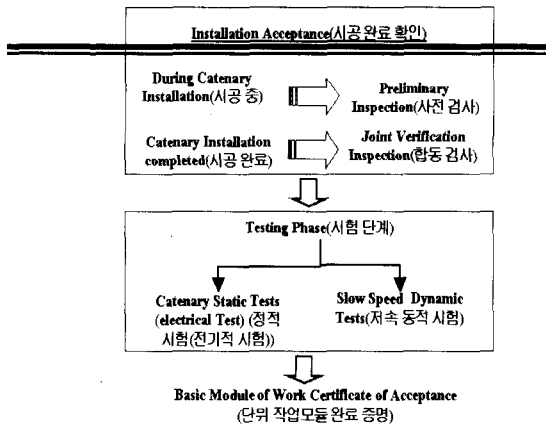 Installation Acceptance(시공 완료 확인)
During Catenary
Installation(시공 중)
Preliminary
Inspection(사전 검사)
Catenary Installation
completed(시공 완료)
Joint Verification
Inspection(합동 검사)
Testing Phase(시험 단계)
Catenary Static Tests
(electrical Test) (정적
시험(전기적 시험))
Slow Speed Dynamic
Tests(저속 동적 시험)
Basic Module of Work Certificate of Acceptance
(단위 작업모듈 완료 증명)